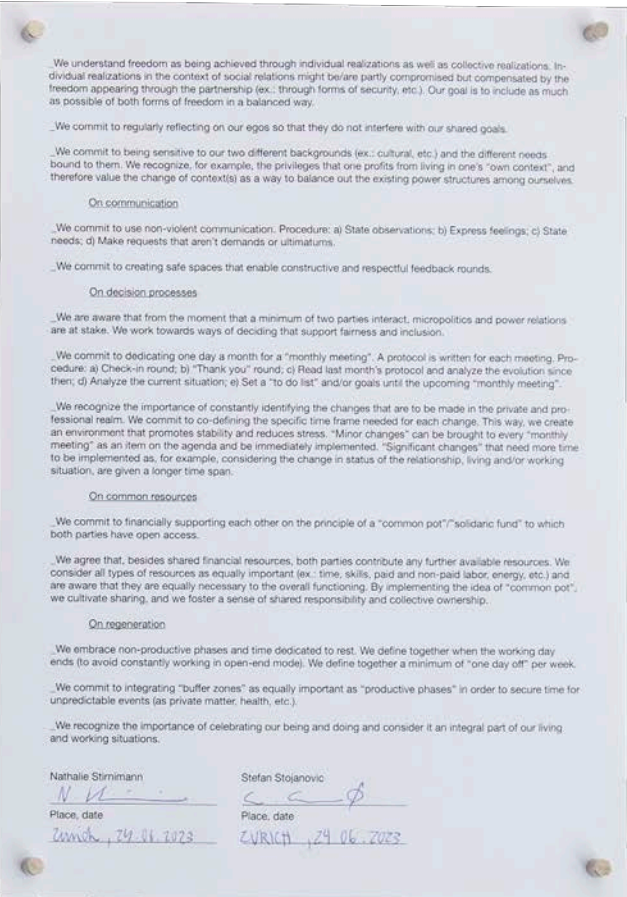 _We understand freedom as being achieved through individual realizations as well as collective realizations. In-
dividual realizations in the context of social relations might be/are partly compromised but compensated by the
freedom appearing through the partnership (ex.: through forms of security, etc.). Our goal is to include as much
as possible of both forms of freedom in a balanced way.
_We commit to regularly reflecting on our egos so that they do not interfere with our shared goals.
_We commit to being sensitive to our two different backgrounds (ex.: cultural, etc.) and the different needs
bound to them. We recognize, for example, the privileges that one profits from living in one's "own context", and
therefore value the change of context(s) as a way to balance out the existing power structures among ourselves.
On communication
_We commit to use non-violent communication. Procedure: a) State observations; b) Express feelings; c) State
needs; d) Make requests that aren't demands or ultimatums.
_We commit to creating safe spaces that enable constructive and respectful feedback rounds.
On decision processes
_We are aware that from the moment that a minimum of two parties interact, micropolitics and power relations
are at stake. We work towards ways of deciding that support fairness and inclusion.
_We commit to dedicating one day a month for a "monthly meeting". A protocol is written for each meeting. Pro-
cedure: a) Check-in round; b) "Thank you" round; c) Read last month's protocol and analyze the evolution since
then; d) Analyze the current situation; e) Set a "to do list" and/or goals until the upcoming "monthly meeting".
_We recognize the importance of constantly identifying the changes that are to be made in the private and pro-
fessional realm. We commit to co-defining the specific time frame needed for each change. This way, we create
an environment that promotes stability and reduces stress. "Minor changes" can be brought to every "monthly
meeting" as an item on the agenda and be immediately implemented. "Significant changes" that need more time
to be implemented as, for example, considering the change in status of the relationship, living and/or working
situation, are given a longer time span.
On common resources
_We commit to financially supporting each other on the principle of a "common pot"/"solidaric fund" to which
both parties have open access.
_We agree that, besides shared financial resources, both parties contribute any further available resources. We
consider all types of resources as equally important (ex.: time, skills, paid and non-paid labor, energy, etc.) and
are aware that they are equally necessary to the overall functioning. By implementing the idea of "common pot",
we cultivate sharing, and we foster a sense of shared responsibility and collective ownership.
On regeneration
_We embrace non-productive phases and time dedicated to rest. We define together when the working day
ends (to avoid constantly working in open-end mode). We define together a minimum of "one day off" per week.
_We commit to integrating "buffer zones" as equally important as "productive phases" in order to secure time for
unpredictable events (as private matter, health, etc.).
_We recognize the importance of celebrating our being and doing and consider it an integral part of our living
and working situations.
Nathalie Stirnimann Stefan Stojanovic
Place, date Place, date
Zürich, 29.06.2023 ZURICH, 29.06.2023